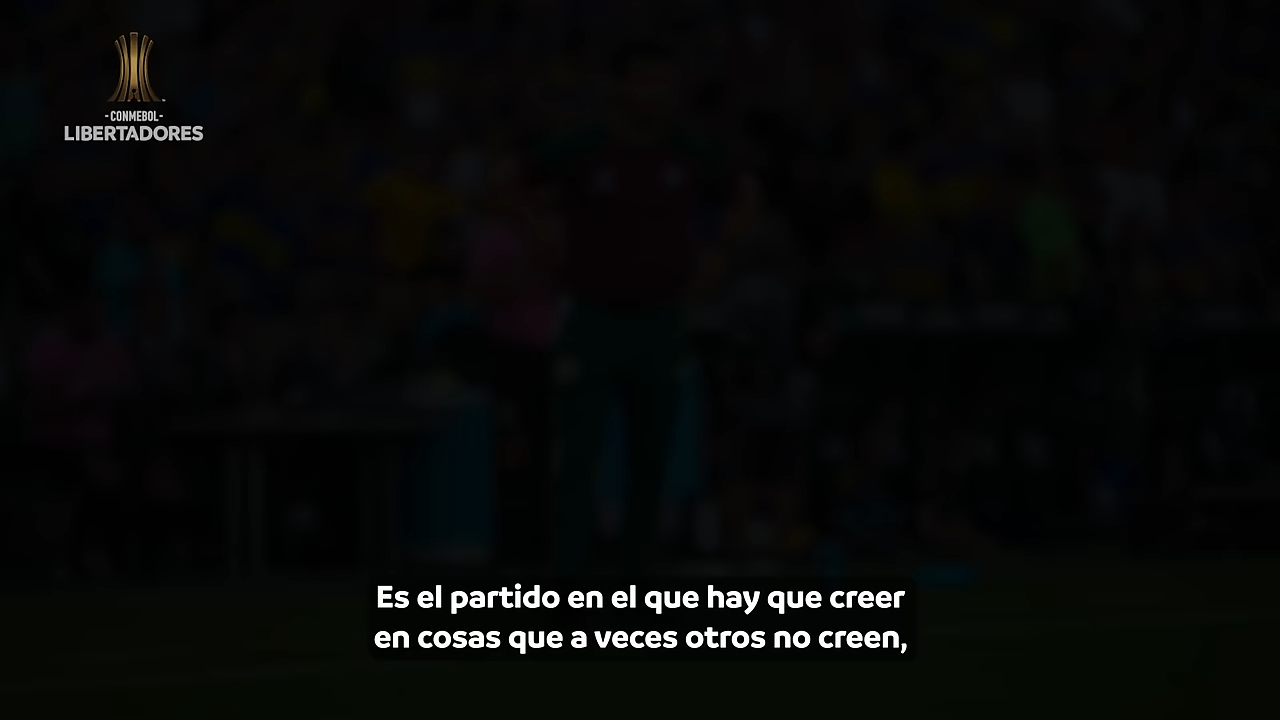 -CONMEBOL-
LIBERTADORES
Es el partido en el que hay que creer
en cosas que a veces otros no creen,